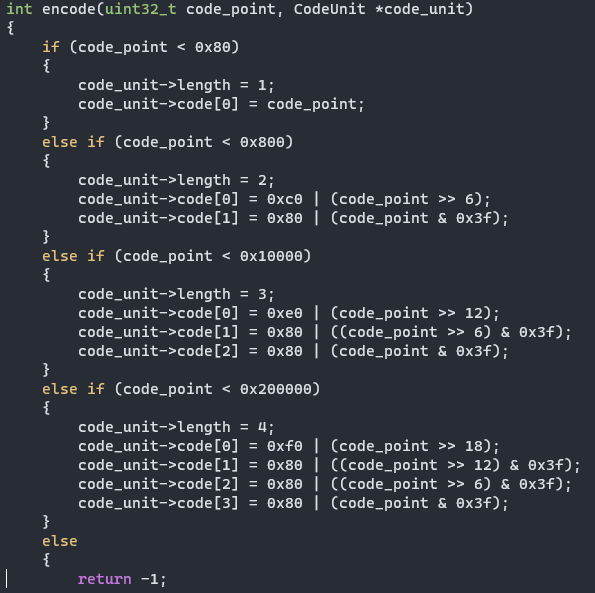 int encode(uint32_t code_point, CodeUnit *code_unit)
{
    if (code_point < 0x80)
    {
        code_unit->length = 1;
        code_unit->code[0] = code_point;
    }
    else if (code_point < 0x800)
    {
        code_unit->length = 2;
        code_unit->code[0] = 0xc0 | (code_point >> 6);
        code_unit->code[1] = 0x80 | (code_point & 0x3f);
    }
    else if (code_point < 0x10000)
    {
        code_unit->length = 3;
        code_unit->code[0] = 0xe0 | (code_point >> 12);
        code_unit->code[1] = 0x80 | ((code_point >> 6) & 0x3f);
        code_unit->code[2] = 0x80 | (code_point & 0x3f);
    }
    else if (code_point < 0x200000)
    {
        code_unit->length = 4;
        code_unit->code[0] = 0xf0 | (code_point >> 18);
        code_unit->code[1] = 0x80 | ((code_point >> 12) & 0x3f);
        code_unit->code[2] = 0x80 | ((code_point >> 6) & 0x3f);
        code_unit->code[3] = 0x80 | (code_point & 0x3f);
    }
    else
    {
        return -1;